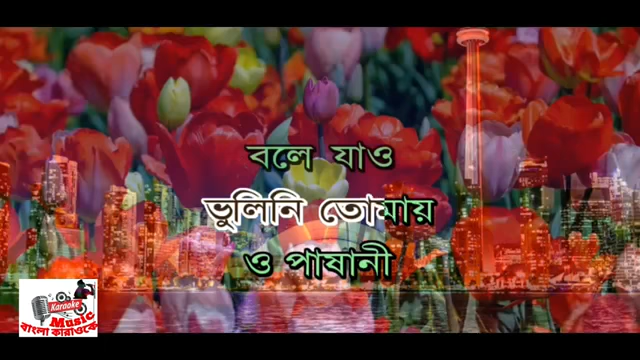 বলে যাও
ভুলিনি তোমায়
ও পাষানী
Karaoke
Music
বাংলা কারাওকে